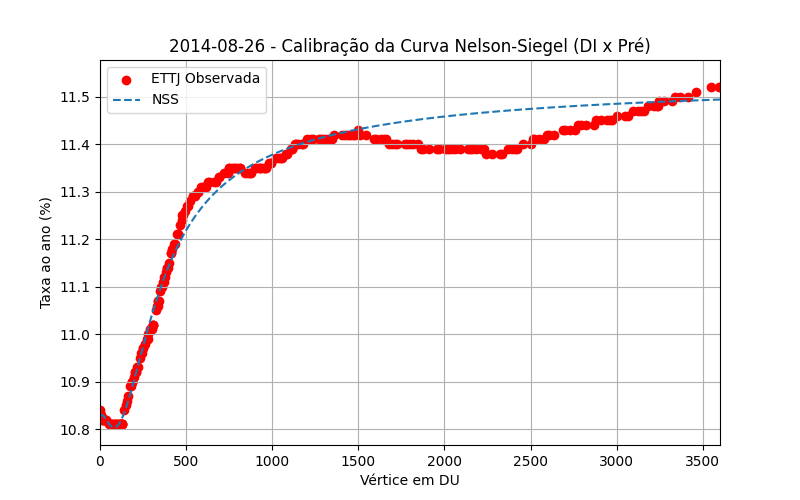 2014-08-26 - Calibração da Curva Nelson-Siegel (DI x Pré)
ETTJ Observada
NSS
Taxa ao ano (%)
11.5
11.4
11.3
11.2
11.1
11.0
10.9
10.8
0 500 1000 1500 2000 2500 3000 3500
Vértice em DU